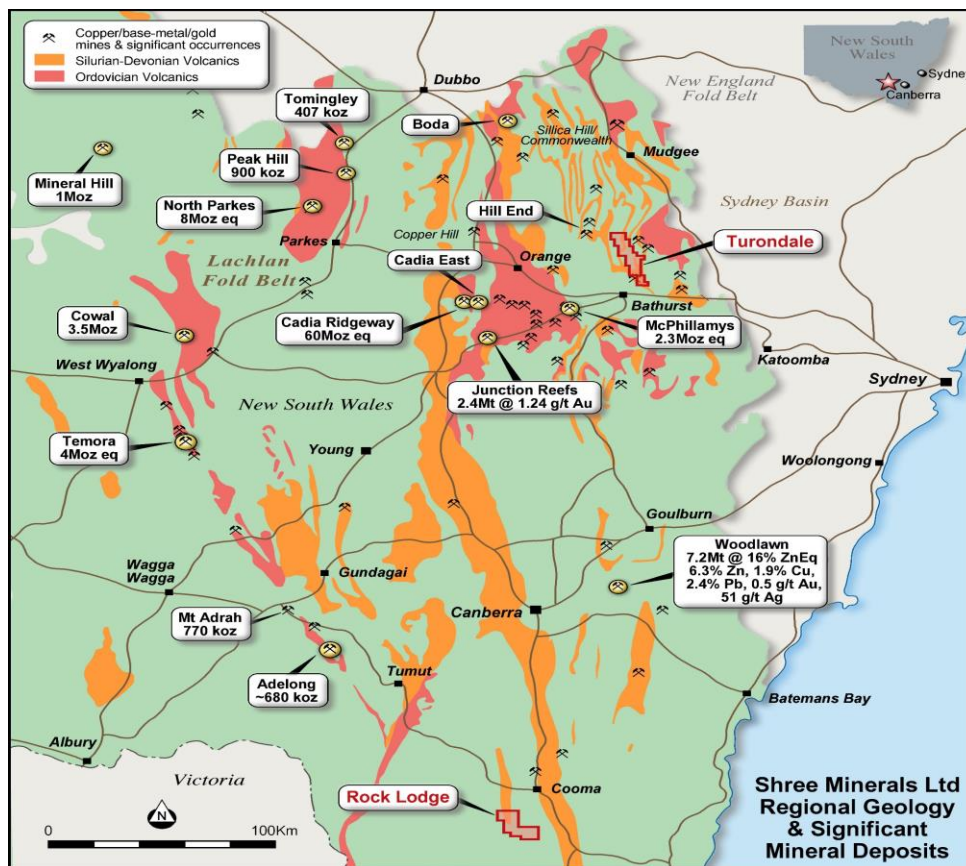 Copper/base-metal/gold
mines & significant occurrences
Silurian-Devonian Volcanics
Ordovician Volcanics
New South
Wales
Sydney
Canberra
Dubbo
New England
Fold Belt
Tomingley
407 koz
Boda
Sillica Hill/
Commonwealth
Mudgee
Peak Hill
900 koz
Mineral Hill
1Moz
North Parkes
8Moz eq
Hill End
Sydney Basin
Parkes
Copper Hill
Turondale
Lachlan
Fold Belt
Cadia East
Orange
Bathurst
Cowal
3.5Moz
Cadia Ridgeway
60Moz eq
McPhillamys
2.3Moz eq
Katoomba
West Wyalong
Sydney
Junction Reefs
2.4Mt @ 1.24 g/t Au
New South Wales
Temora
4Moz eq
Young
Woolongong
Goulburn
Woodlawn
7.2Mt @ 16% ZnEq
6.3% Zn, 1.9% Cu,
2.4% Pb, 0.5 g/t Au,
51 g/t Ag
Wagga
Wagga
Gundagai
Canberra
Mt Adrah
770 koz
Adelong
~680 koz
Tumut
Batemans Bay
Albury
Victoria
Rock Lodge
Cooma
N
0
100Km
Shree Minerals Ltd
Regional Geology
& Significant
Mineral Deposits